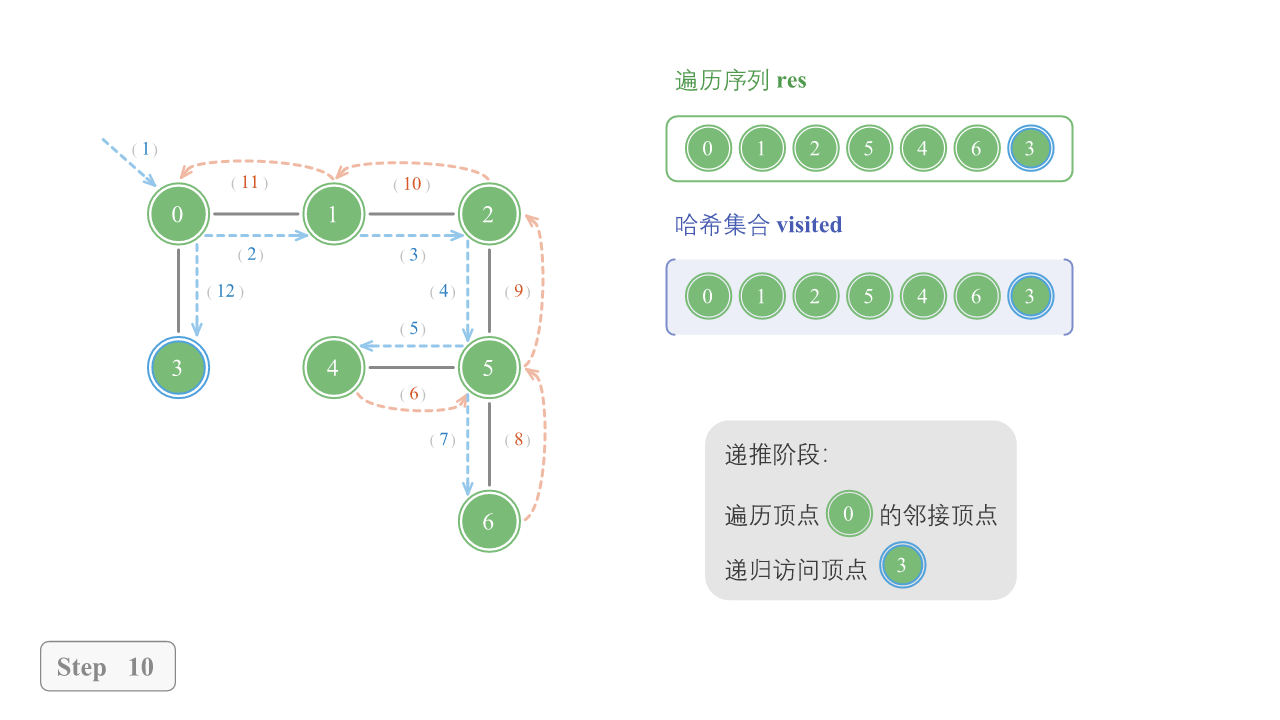 遍历序列 res
0 1 2 5 4 6 3
哈希集合 visited
0 1 2 5 4 6 3
( 1 )
( 11 ) ( 10 )
0 1 2
( 2 ) ( 3 )
( 12 ) ( 4 ) ( 9 )
( 5 )
3 4 5
( 6 )
( 7 ) ( 8 )
6
递推阶段:
遍历顶点 0 的邻接顶点
递归访问顶点 3
Step 10